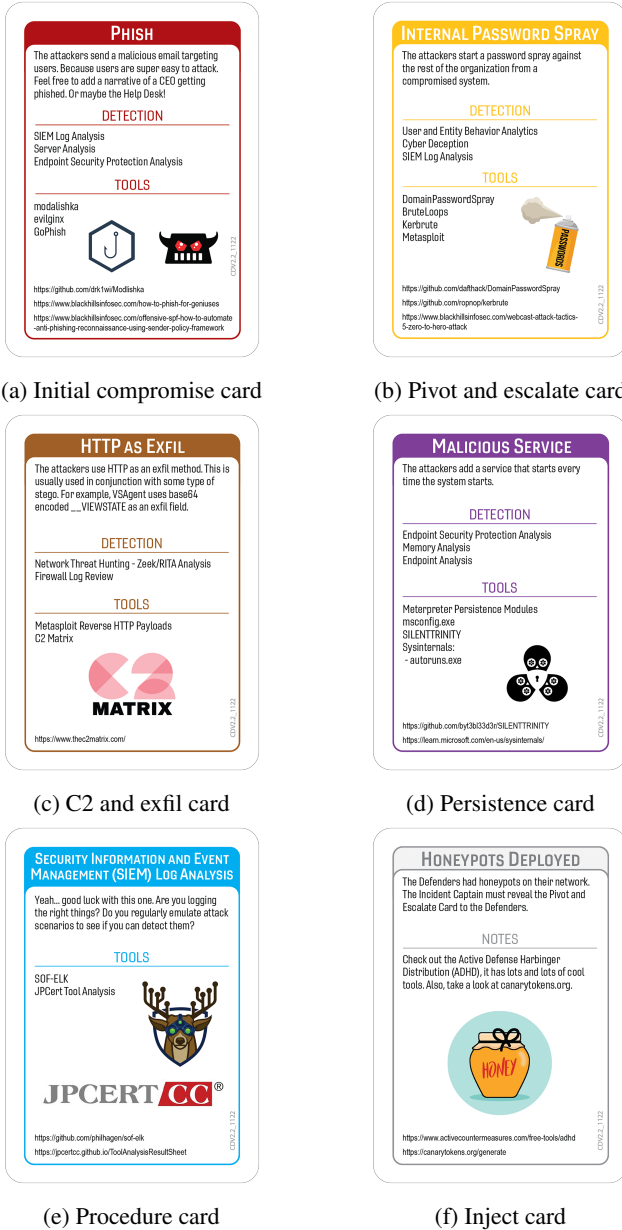 PHISH
The attackers send a malicious email targeting
users. Because users are super easy to attack.
Feel free to add a narrative of a CEO getting
phished. Or maybe the Help Desk!
DETECTION
SIEM Log Analysis
Server Analysis
Endpoint Security Protection Analysis
TOOLS
modalishka
evilginx
GoPhish
CDV2.2_1122
https://github.com/drk1wi/Modlishka
https://www.blackhillsinfosec.com/how-to-phish-for-geniuses
https://www.blackhillsinfosec.com/offensive-spf-how-to-automate
-anti-phishing-reconnaissance-using-sender-policy-framework
(a) Initial compromise card
INTERNAL PASSWORD SPRAY
The attackers start a password spray against
the rest of the organization from a
compromised system.
DETECTION
User and Entity Behavior Analytics
Cyber Deception
SIEM Log Analysis
TOOLS
DomainPasswordSpray
BruteLoops
Kerbrute
Metasploit
PASSWORDS
CDV2.2_1122
https://github.com/dafthack/DomainPasswordSpray
https://github.com/ropnop/kerbrute
https://www.blackhillsinfosec.com/webcast-attack-tactics-
5-zero-to-hero-attack
(b) Pivot and escalate card
HTTP AS EXFIL
The attackers use HTTP as an exfil method. This is
usually used in conjunction with some type of
stego. For example, VSAgent uses base64
encoded __VIEWSTATE as an exfil field.
DETECTION
Network Threat Hunting - Zeek/RITA Analysis
Firewall Log Review
TOOLS
Metasploit Reverse HTTP Payloads
C2 Matrix
C2
MATRIX
CDV2.2_1122
https://www.thec2matrix.com/
(c) C2 and exfil card
MALICIOUS SERVICE
The attackers add a service that starts every
time the system starts.
DETECTION
Endpoint Security Protection Analysis
Memory Analysis
Endpoint Analysis
TOOLS
Meterpreter Persistence Modules
msconfig.exe
SILENTTRINITY
Sysinternals:
- autoruns.exe
CDV2.2_1122
https://github.com/byt3bl33d3r/SILENTTRINITY
https://learn.microsoft.com/en-us/sysinternals/
(d) Persistence card
SECURITY INFORMATION AND EVENT
MANAGEMENT (SIEM) LOG ANALYSIS
Yeah... good luck with this one. Are you logging
the right things? Do you regularly emulate attack
scenarios to see if you can detect them?
TOOLS
SOF-ELK
JPCert Tool Analysis
JPCERT CC®
CDV2.2_1122
https://github.com/philhagen/sof-elk
https://jpcertcc.github.io/ToolAnalysisResultSheet
(e) Procedure card
HONEYPOTS DEPLOYED
The Defenders had honeypots on their network.
The Incident Captain must reveal the Pivot and
Escalate Card to the Defenders.
NOTES
Check out the Active Defense Harbinger
Distribution (ADHD), it has lots and lots of cool
tools. Also, take a look at canarytokens.org.
HONEY
CDV2.2_1122
https://www.activecountermeasures.com/free-tools/adhd
https://canarytokens.org/generate
(f) Inject card